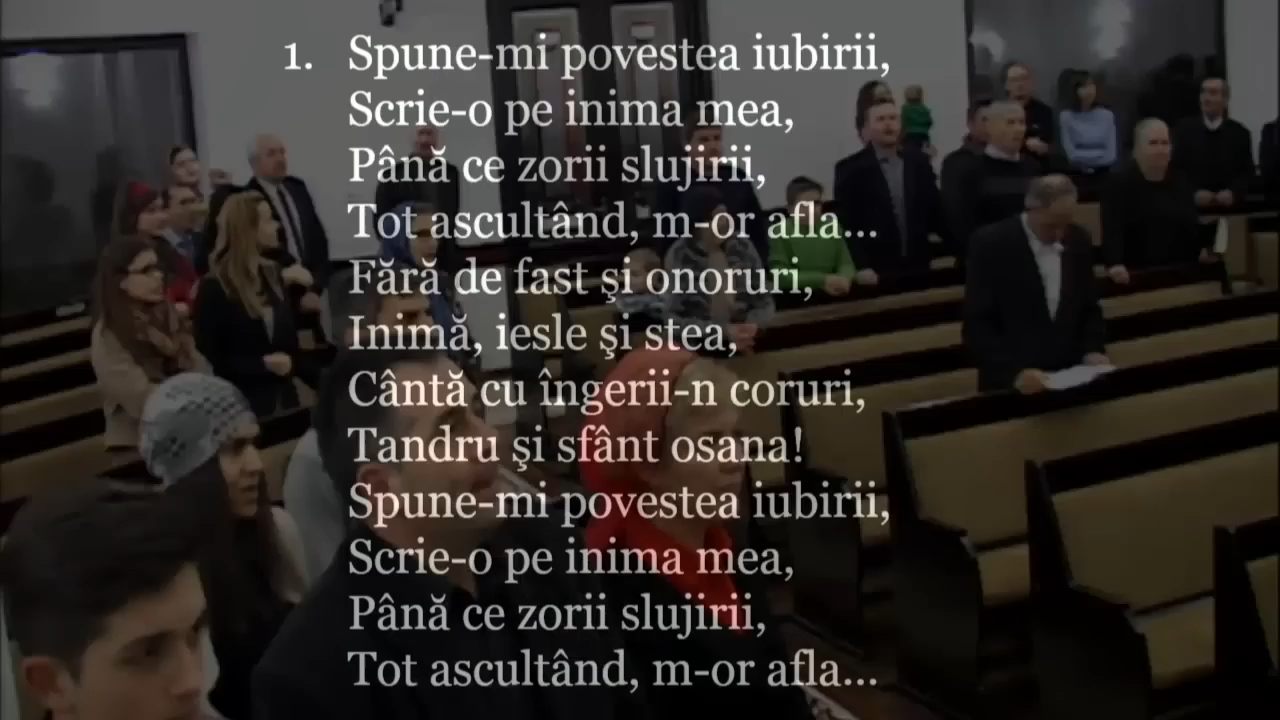 1. Spune-mi povestea iubirii,
Scrie-o pe inima mea,
Până ce zorii slujirii,
Tot ascultând, m-or afla...
Fără de fast şi onoruri,
Inimă, iesle şi stea,
Cântă cu îngerii-n coruri,
Tandru şi sfânt osana!
Spune-mi povestea iubirii,
Scrie-o pe inima mea,
Până ce zorii slujirii,
Tot ascultând, m-or afla...